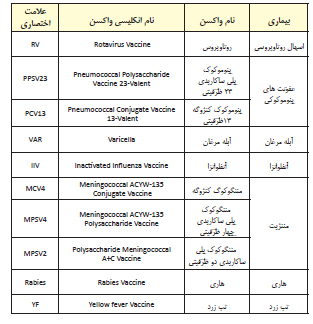 بیماری
نام واکسن
نام انگلیسی واکسن
علامت
اختصاری
اسهال روتاویروسی
روتاویروس
Rotavirus Vaccine
RV
عفونت های
پنوموکوکی
پنوموکوک
پلی ساکاریدی
۲۳ ظرفیتی
Pneumococcal Polysaccharide
Vaccine 23-Valent
PPSV23
پنوموکوک کنژوگه
۱۳ظرفیتی
Pneumococcal Conjugate Vaccine
13-Valent
PCV13
آبله مرغان
آبله مرغان
Varicella
VAR
آنفلوانزا
آنفلوانزا
Inactivated Influenza Vaccine
IIV
مننژیت
مننگوکوک کنژوگه
Meningococcal ACYW-135
Conjugate Vaccine
MCV4
مننگوکوک
پلی ساکاریدی
چهار ظرفیتی
Meningococcal ACYW-135
Polysaccharide Vaccine
MPSV4
مننگوکوک پلی
ساکاریدی دو ظرفیتی
Polysaccharide Meningococcal
A+C Vaccine
MPSV2
هاری
هاری
Rabies Vaccine
Rabies
تب زرد
تب زرد
Yellow fever Vaccine
YF